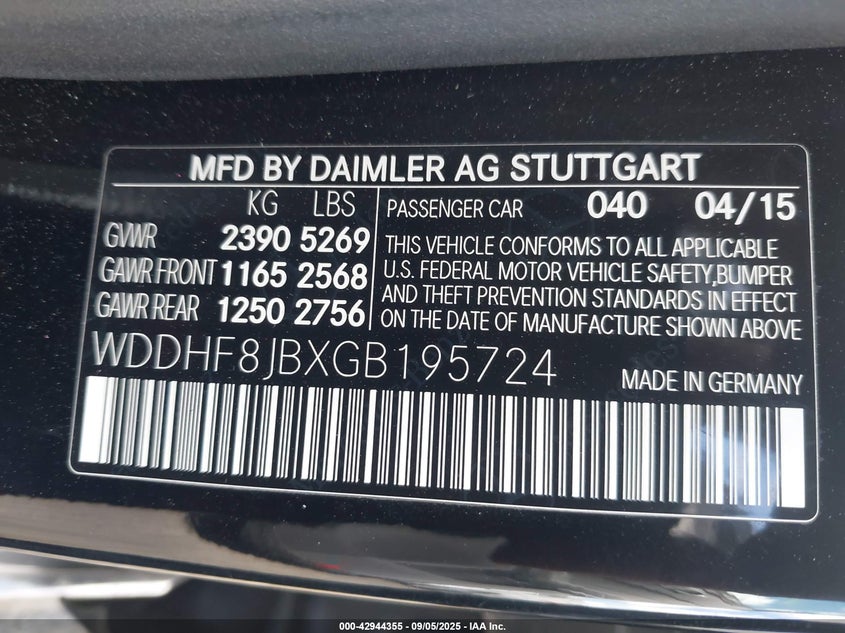 MFD BY DAIMLER AG STUTTGART
KG LBS
GVWR 2390 5269
GAWR FRONT 1165 2568
GAWR REAR 1250 2756
PASSENGER CAR 040 04/15
THIS VEHICLE CONFORMS TO ALL APPLICABLE
U.S. FEDERAL MOTOR VEHICLE SAFETY,BUMPER
AND THEFT PREVENTION STANDARDS IN EFFECT
ON THE DATE OF MANUFACTURE SHOWN ABOVE
WDDHF8JBXGB195724
MADE IN GERMANY
000-42944355 - 09/05/2025 - IAA Inc.